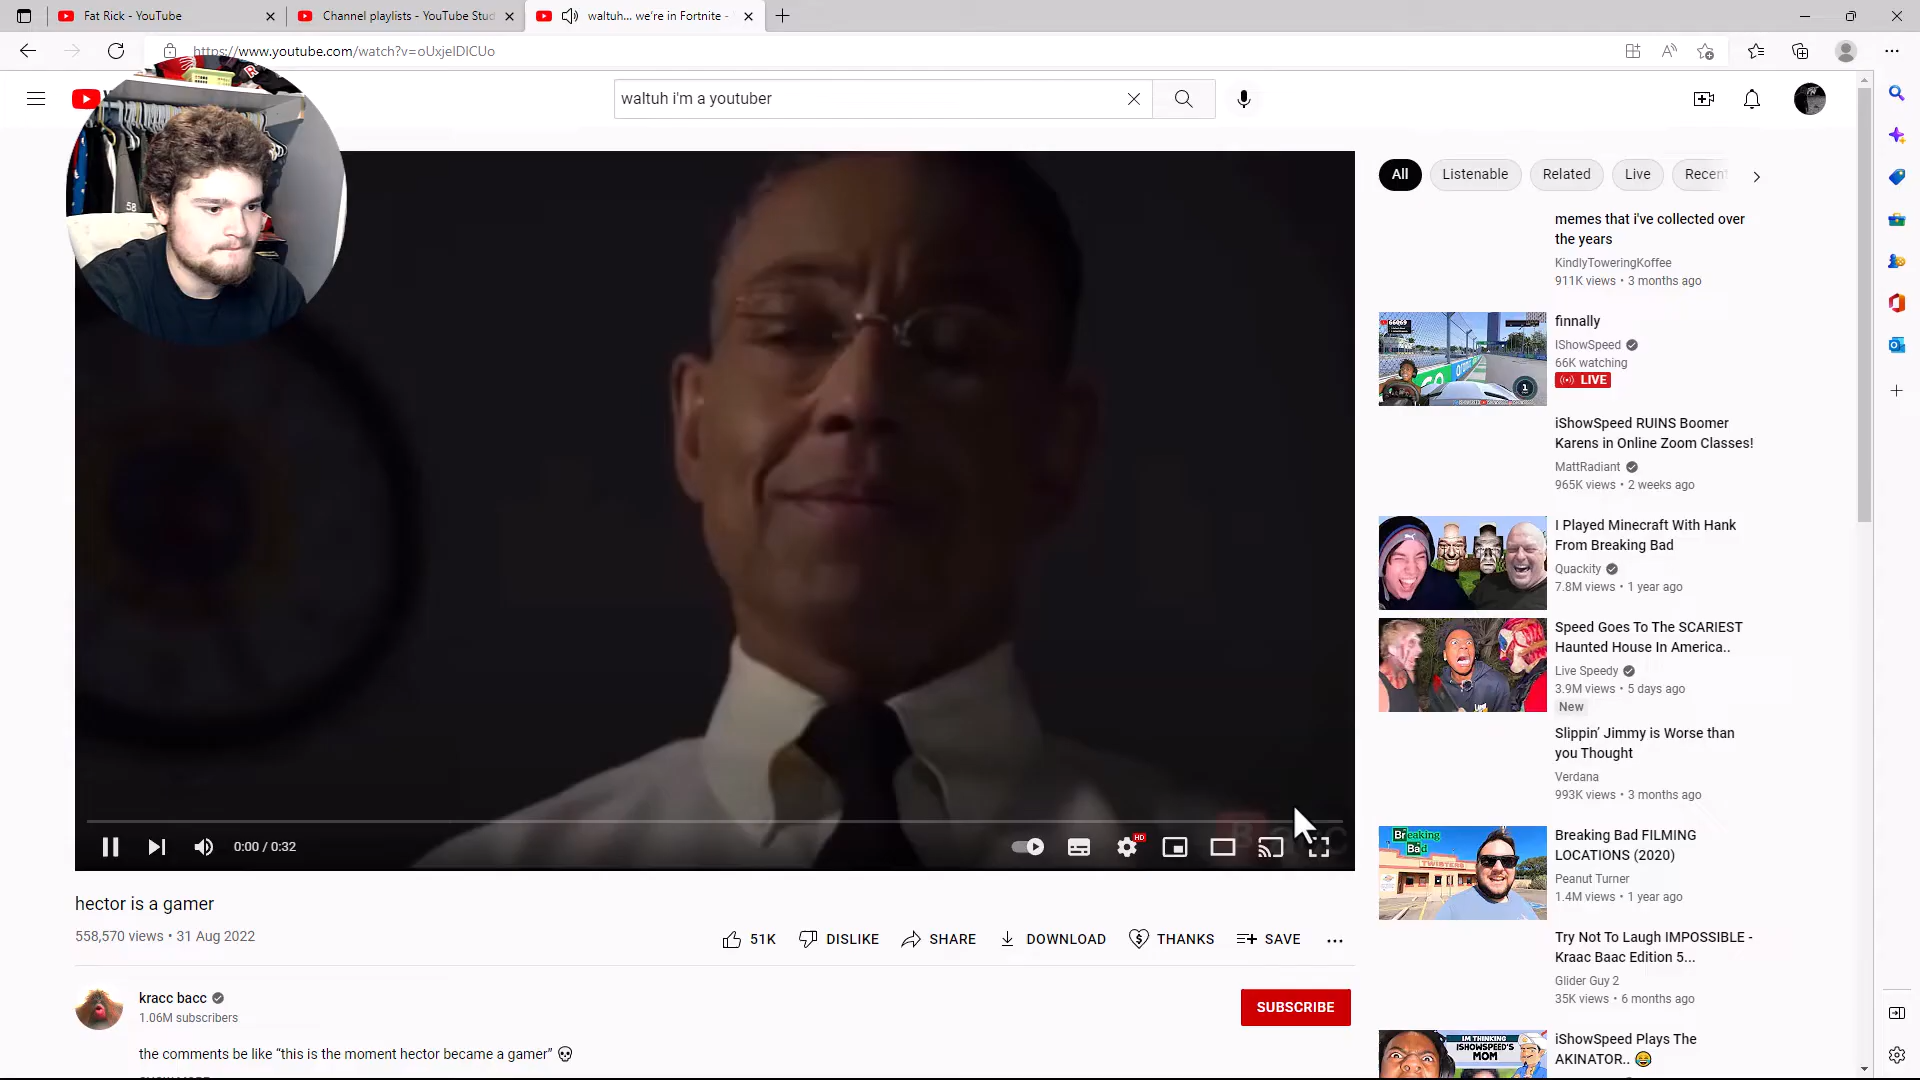 Fat Rick - YouTube
Channel playlists - YouTube Stud
waltuh... we're in Fortnite -
https://www.youtube.com/watch?v=oUxjeIDICUo
waltuh i'm a youtuber
All
Listenable
Related
Live
Recent
memes that i've collected over
the years
KindlyToweringKoffee
911K views • 3 months ago
finnally
IShowSpeed
66K watching
LIVE
iShowSpeed RUINS Boomer
Karens in Online Zoom Classes!
MattRadiant
965K views • 2 weeks ago
I Played Minecraft With Hank
From Breaking Bad
Quackity
7.8M views • 1 year ago
Speed Goes To The SCARIEST
Haunted House In America..
Live Speedy
3.9M views • 5 days ago
New
Slippin' Jimmy is Worse than
you Thought
Verdana
993K views • 3 months ago
Breaking
Bad
TWISTERS
Breaking Bad FILMING
LOCATIONS (2020)
Peanut Turner
1.4M views • 1 year ago
Try Not To Laugh IMPOSSIBLE -
Kraac Baac Edition 5...
Glider Guy 2
35K views • 6 months ago
IM THINKING
ISHOWSPEED'S
MOM
iShowSpeed Plays The
AKINATOR.. 😂
0:00 / 0:32
HD
hector is a gamer
558,570 views • 31 Aug 2022
51K
DISLIKE
SHARE
DOWNLOAD
THANKS
SAVE
kracc bacc
1.06M subscribers
SUBSCRIBE
the comments be like “this is the moment hector became a gamer” 💀